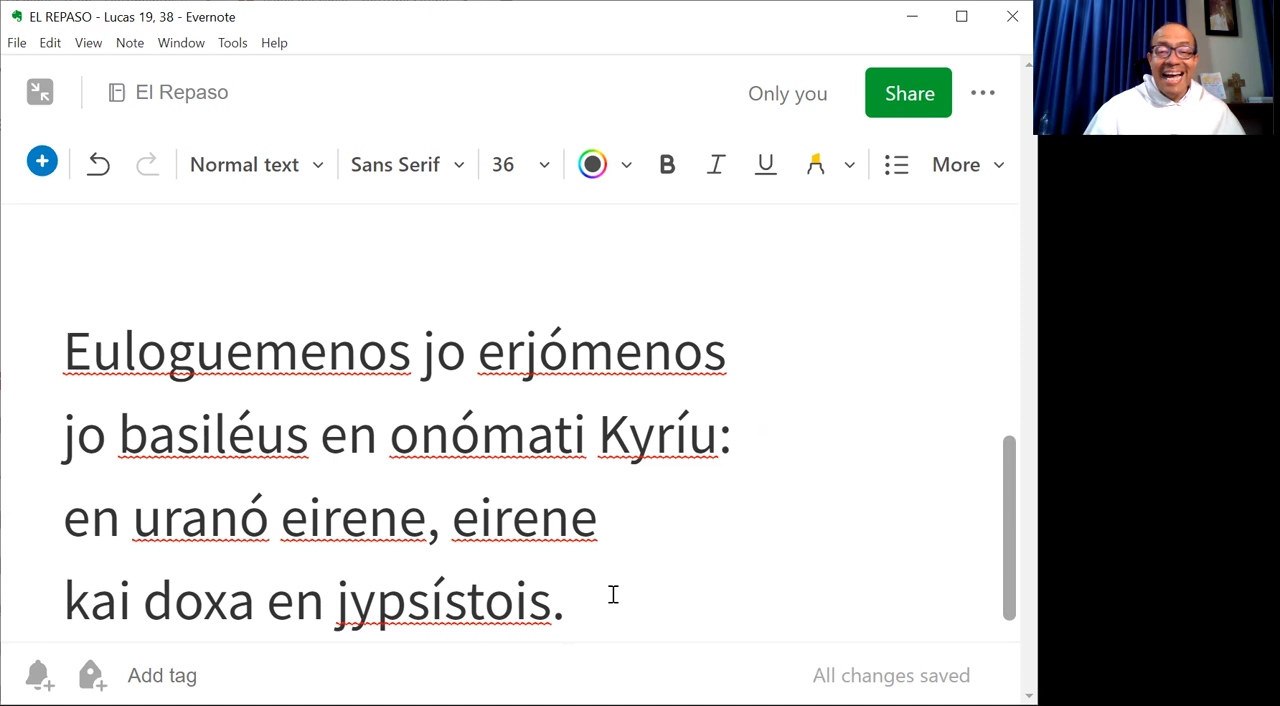 EL REPASO - Lucas 19, 38 - Evernote
File Edit View Note Window Tools Help
El Repaso
Only you
Share
Normal text
Sans Serif
36
B I U
More
Euloguemenos jo erjómenos
jo basiléus en onómati Kyríu:
en uranó eirene, eirene
kai doxa en jypsístois.
Add tag
All changes saved